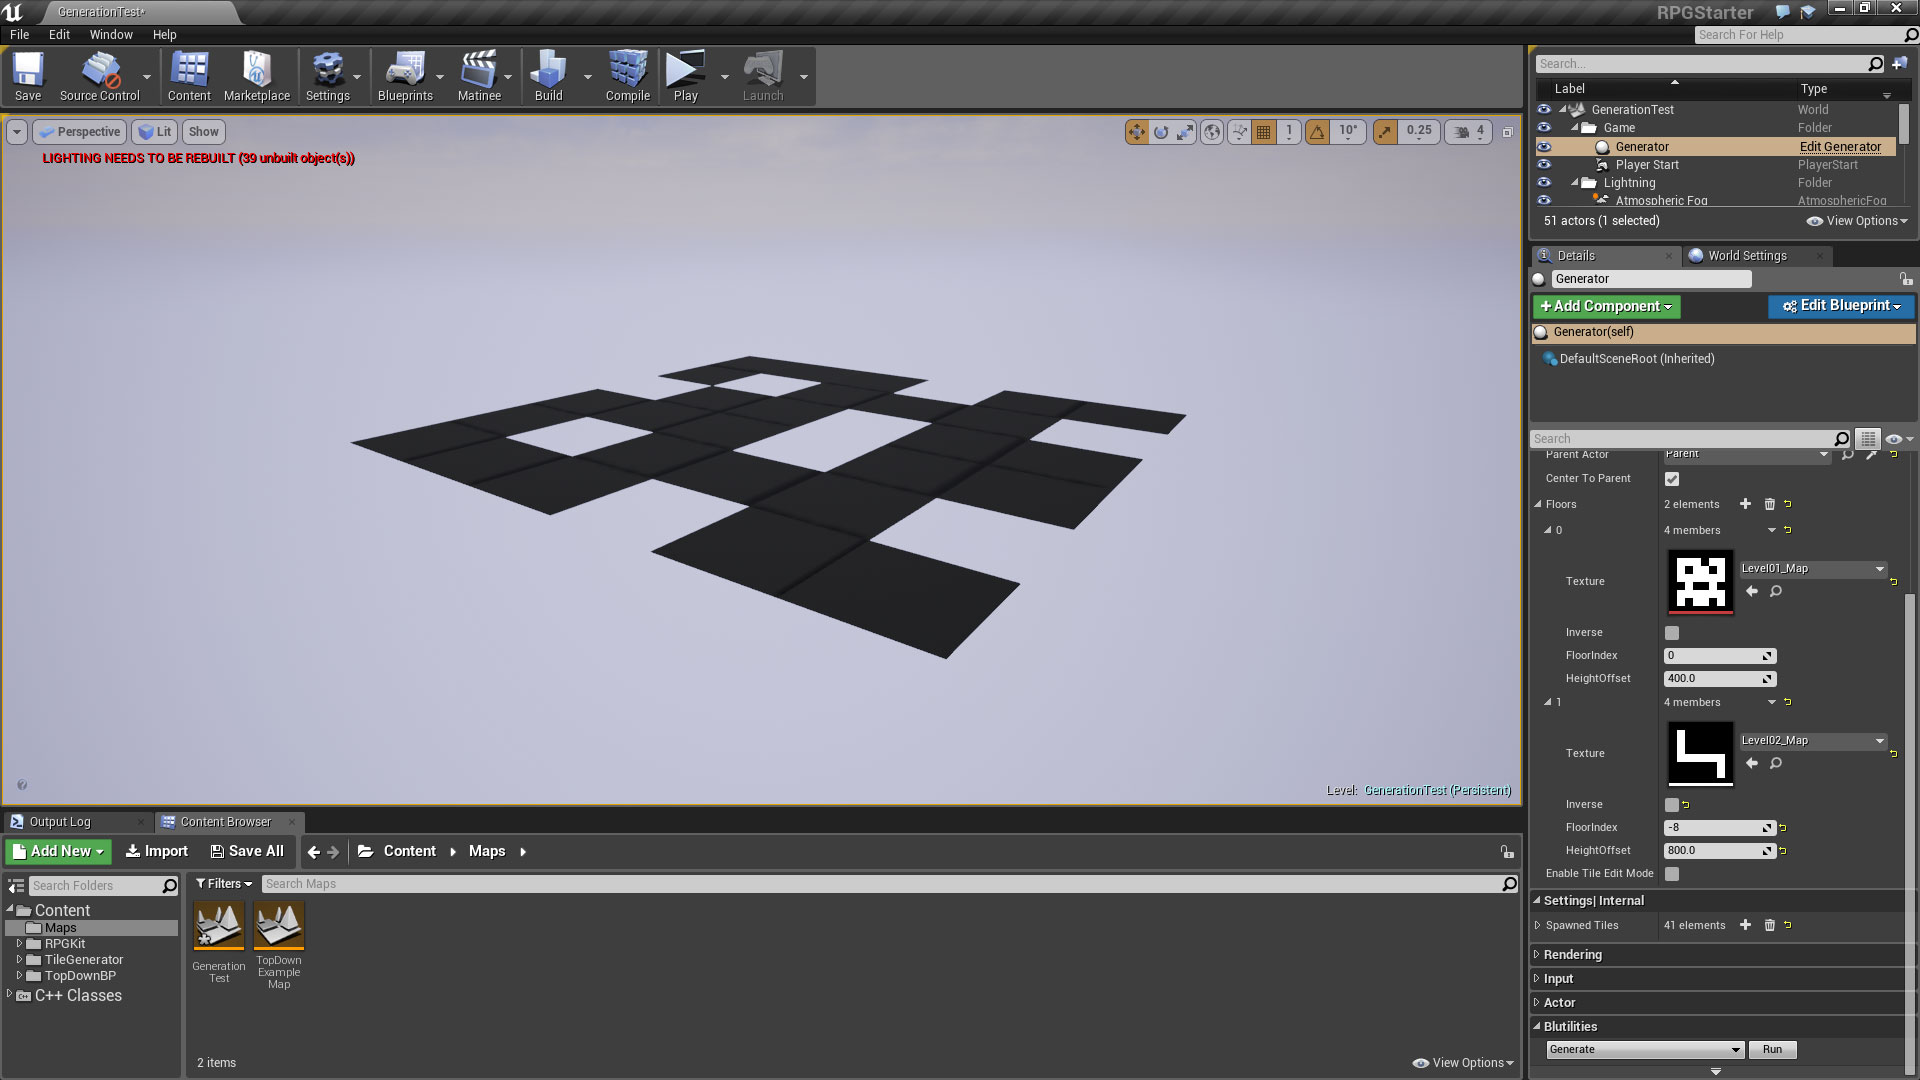 GenerationTest*
RPGStarter
File Edit Window Help
Search For Help
Save
Source Control
Content
Marketplace
Settings
Blueprints
Matinee
Build
Compile
Play
Launch
Perspective
Lit
Show
1
10°
0.25
4
LIGHTING NEEDS TO BE REBUILT (39 unbuilt object(s))
Level: GenerationTest (Persistent)
Search...
Label Type
GenerationTest World
Game Folder
Generator Edit Generator
Player Start PlayerStart
Lightning Folder
Atmospheric Fog AtmosphericFog
51 actors (1 selected) View Options
Details World Settings
Generator
+Add Component Edit Blueprint
Generator(self)
DefaultSceneRoot (Inherited)
Search
Parent Actor Parent
Center To Parent
Floors 2 elements
0 4 members
Texture Level01_Map
Inverse
FloorIndex 0
HeightOffset 400.0
1 4 members
Texture Level02_Map
Inverse
FloorIndex -8
HeightOffset 800.0
Enable Tile Edit Mode
Settings| Internal
Spawned Tiles 41 elements
Rendering
Input
Actor
Blutilities
Generate Run
Output Log Content Browser
Add New Import Save All Content Maps
Search Folders
Filters Search Maps
Content
Maps
RPGKit
TileGenerator
TopDownBP
C++ Classes
Generation
Test
TopDown
Example
Map
2 items View Options